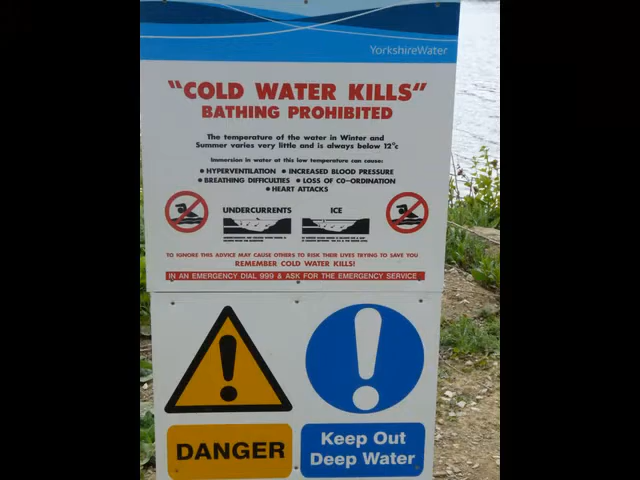 YorkshireWater
"COLD WATER KILLS"
BATHING PROHIBITED
The temperature of the water in Winter and
Summer varies very little and is always below 12°c
Immersion in water at this low temperature can cause:
• HYPERVENTILATION • INCREASED BLOOD PRESSURE
• BREATHING DIFFICULTIES • LOSS OF CO-ORDINATION
• HEART ATTACKS
UNDERCURRENTS ICE
TO IGNORE THIS ADVICE MAY CAUSE OTHERS TO RISK THEIR LIVES TRYING TO SAVE YOU
REMEMBER COLD WATER KILLS!
IN AN EMERGENCY DIAL 999 & ASK FOR THE EMERGENCY SERVICE
DANGER
Keep Out
Deep Water